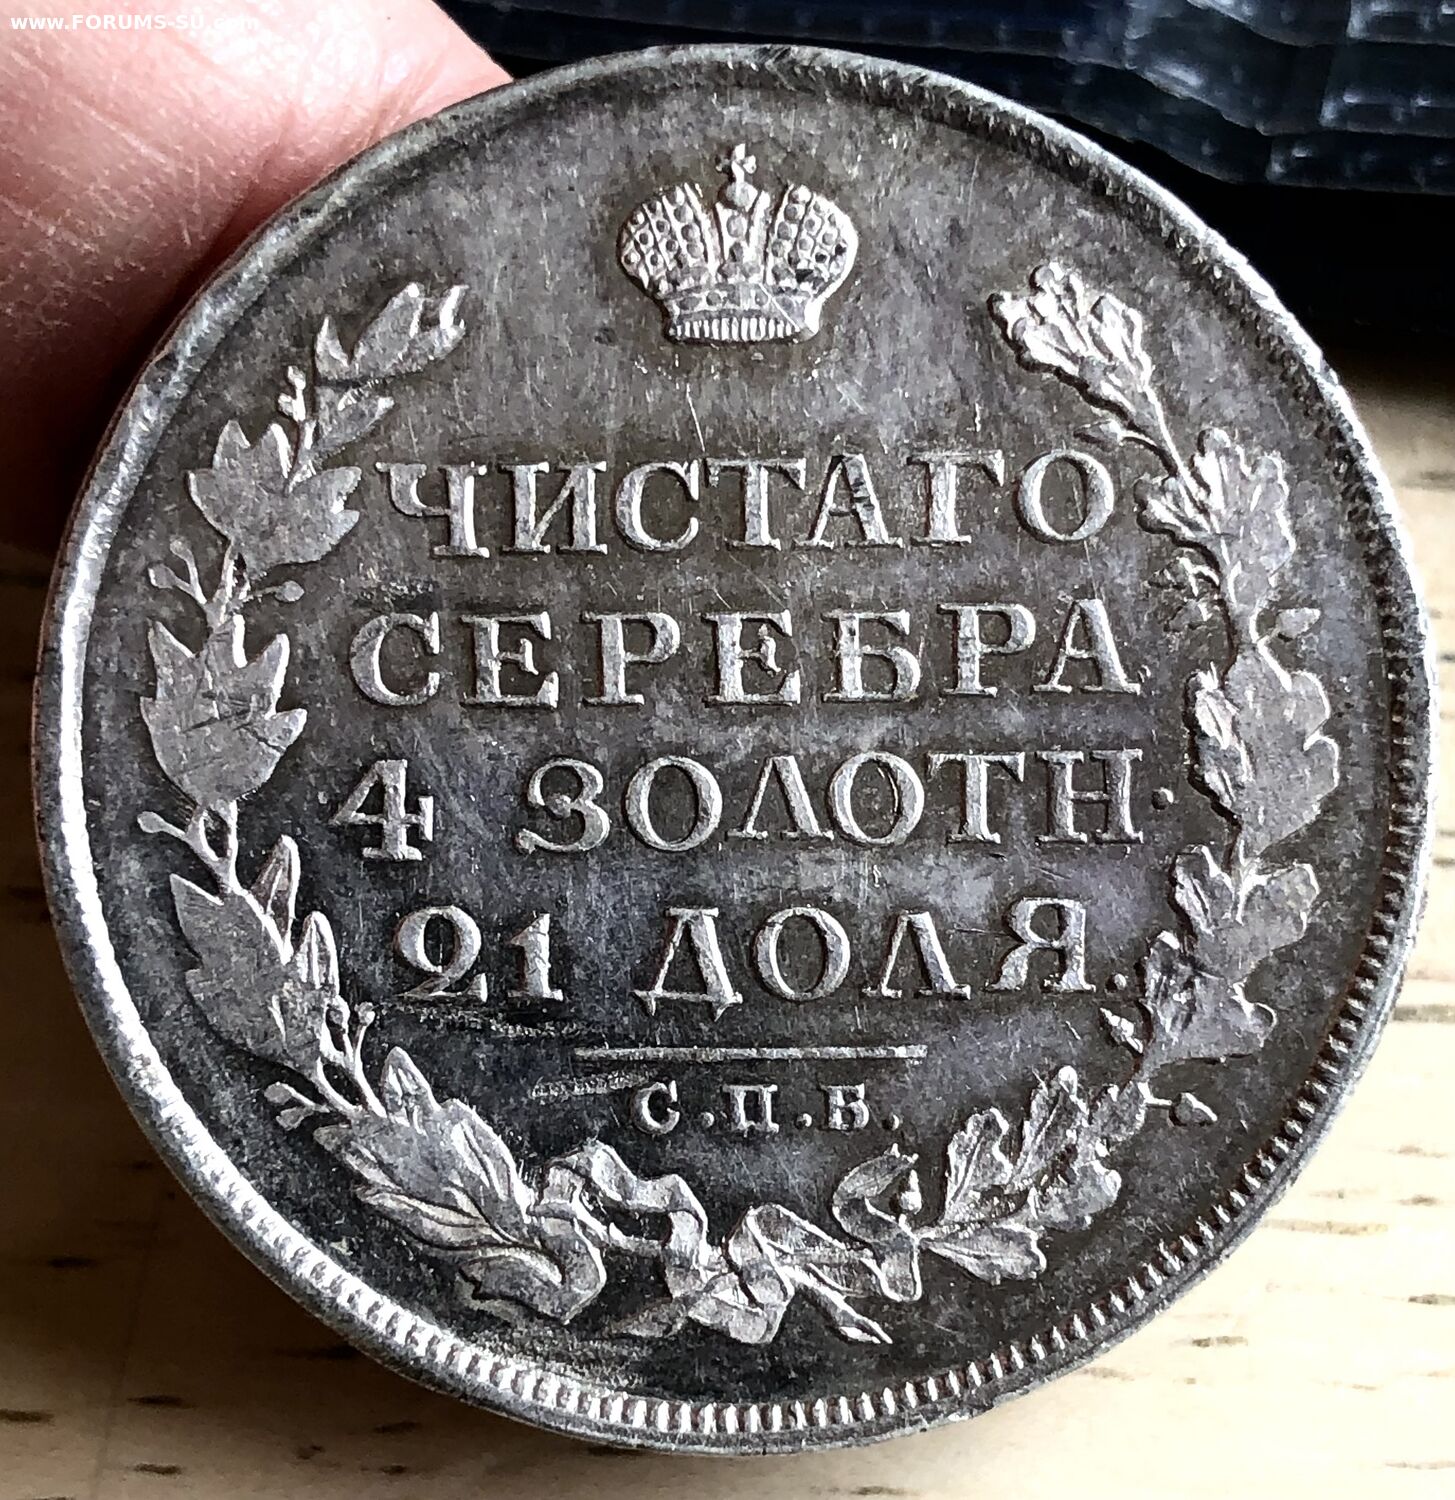 www.FORUMS-SU.com
ЧИСТАГО
СЕРЕБРА
4 ЗОЛОТН.
21 ДОЛЯ.
С.П.Б.